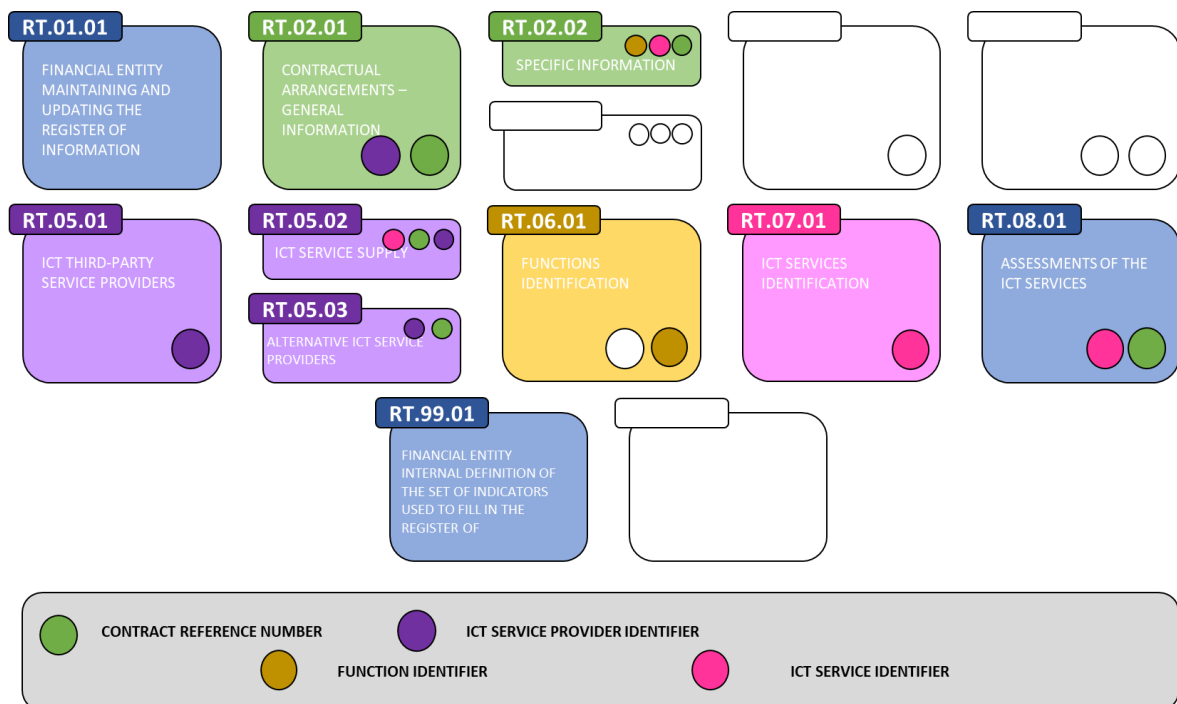 RT.01.01
FINANCIAL ENTITY
MAINTAINING AND
UPDATING THE
REGISTER OF
INFORMATION
RT.02.01
CONTRACTUAL
ARRANGEMENTS –
GENERAL
INFORMATION
RT.02.02
SPECIFIC INFORMATION
RT.05.01
ICT THIRD-PARTY
SERVICE PROVIDERS
RT.05.02
ICT SERVICE SUPPLY
RT.05.03
ALTERNATIVE ICT SERVICE
PROVIDERS
RT.06.01
FUNCTIONS
IDENTIFICATION
RT.07.01
ICT SERVICES
IDENTIFICATION
RT.08.01
ASSESSMENTS OF THE
ICT SERVICES
RT.99.01
FINANCIAL ENTITY
INTERNAL DEFINITION OF
THE SET OF INDICATORS
USED TO FILL IN THE
REGISTER OF
CONTRACT REFERENCE NUMBER
ICT SERVICE PROVIDER IDENTIFIER
FUNCTION IDENTIFIER
ICT SERVICE IDENTIFIER